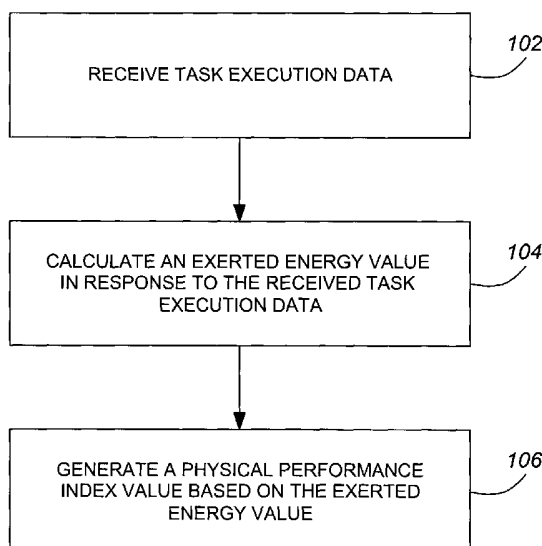 RECEIVE TASK EXECUTION DATA
102
CALCULATE AN EXERTED ENERGY VALUE
IN RESPONSE TO THE RECEIVED TASK
EXECUTION DATA
104
GENERATE A PHYSICAL PERFORMANCE
INDEX VALUE BASED ON THE EXERTED
ENERGY VALUE
106